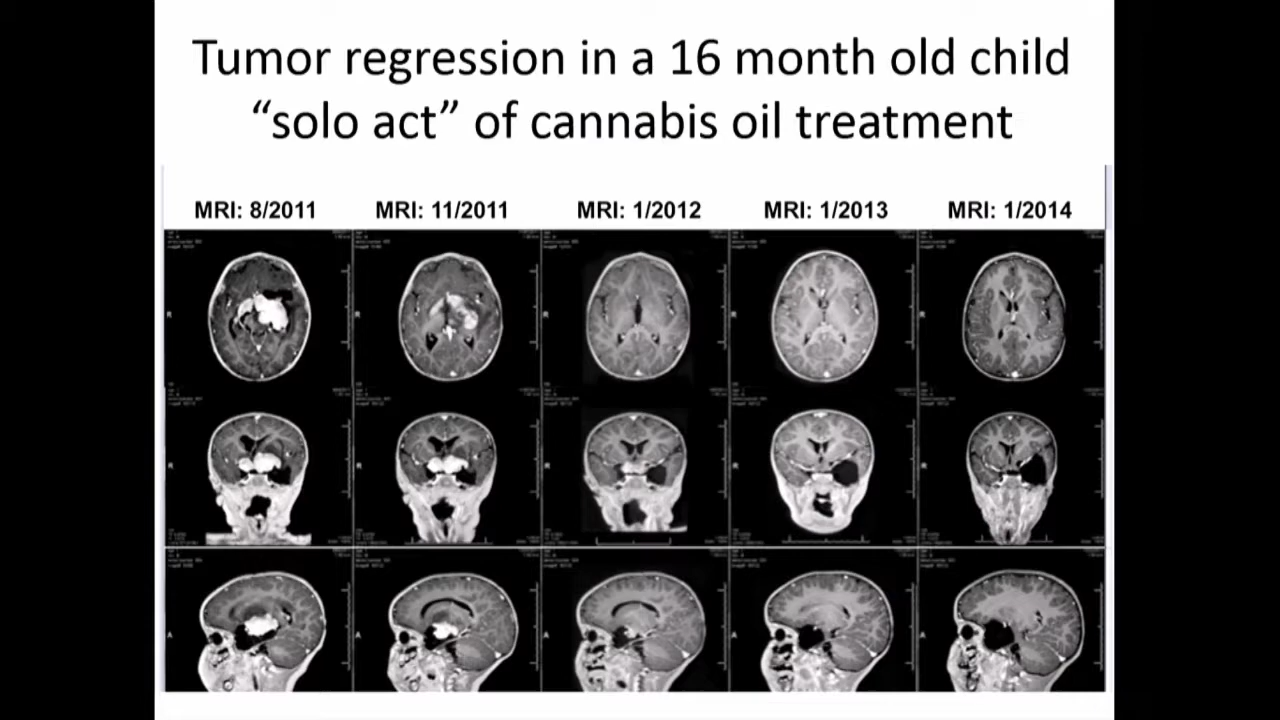 Tumor regression in a 16 month old child
“solo act” of cannabis oil treatment
MRI: 8/2011 MRI: 11/2011 MRI: 1/2012 MRI: 1/2013 MRI: 1/2014
R R R R R
R R R R R
A A A A A